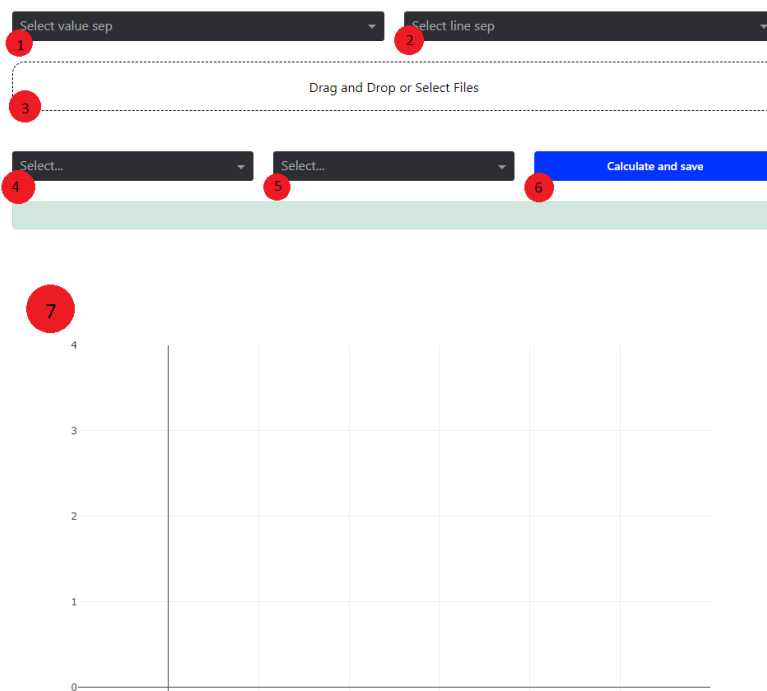 Select value sep
Select line sep
1
2
Drag and Drop or Select Files
3
Select...
Select...
Calculate and save
4
5
6
7
4
3
2
1
0